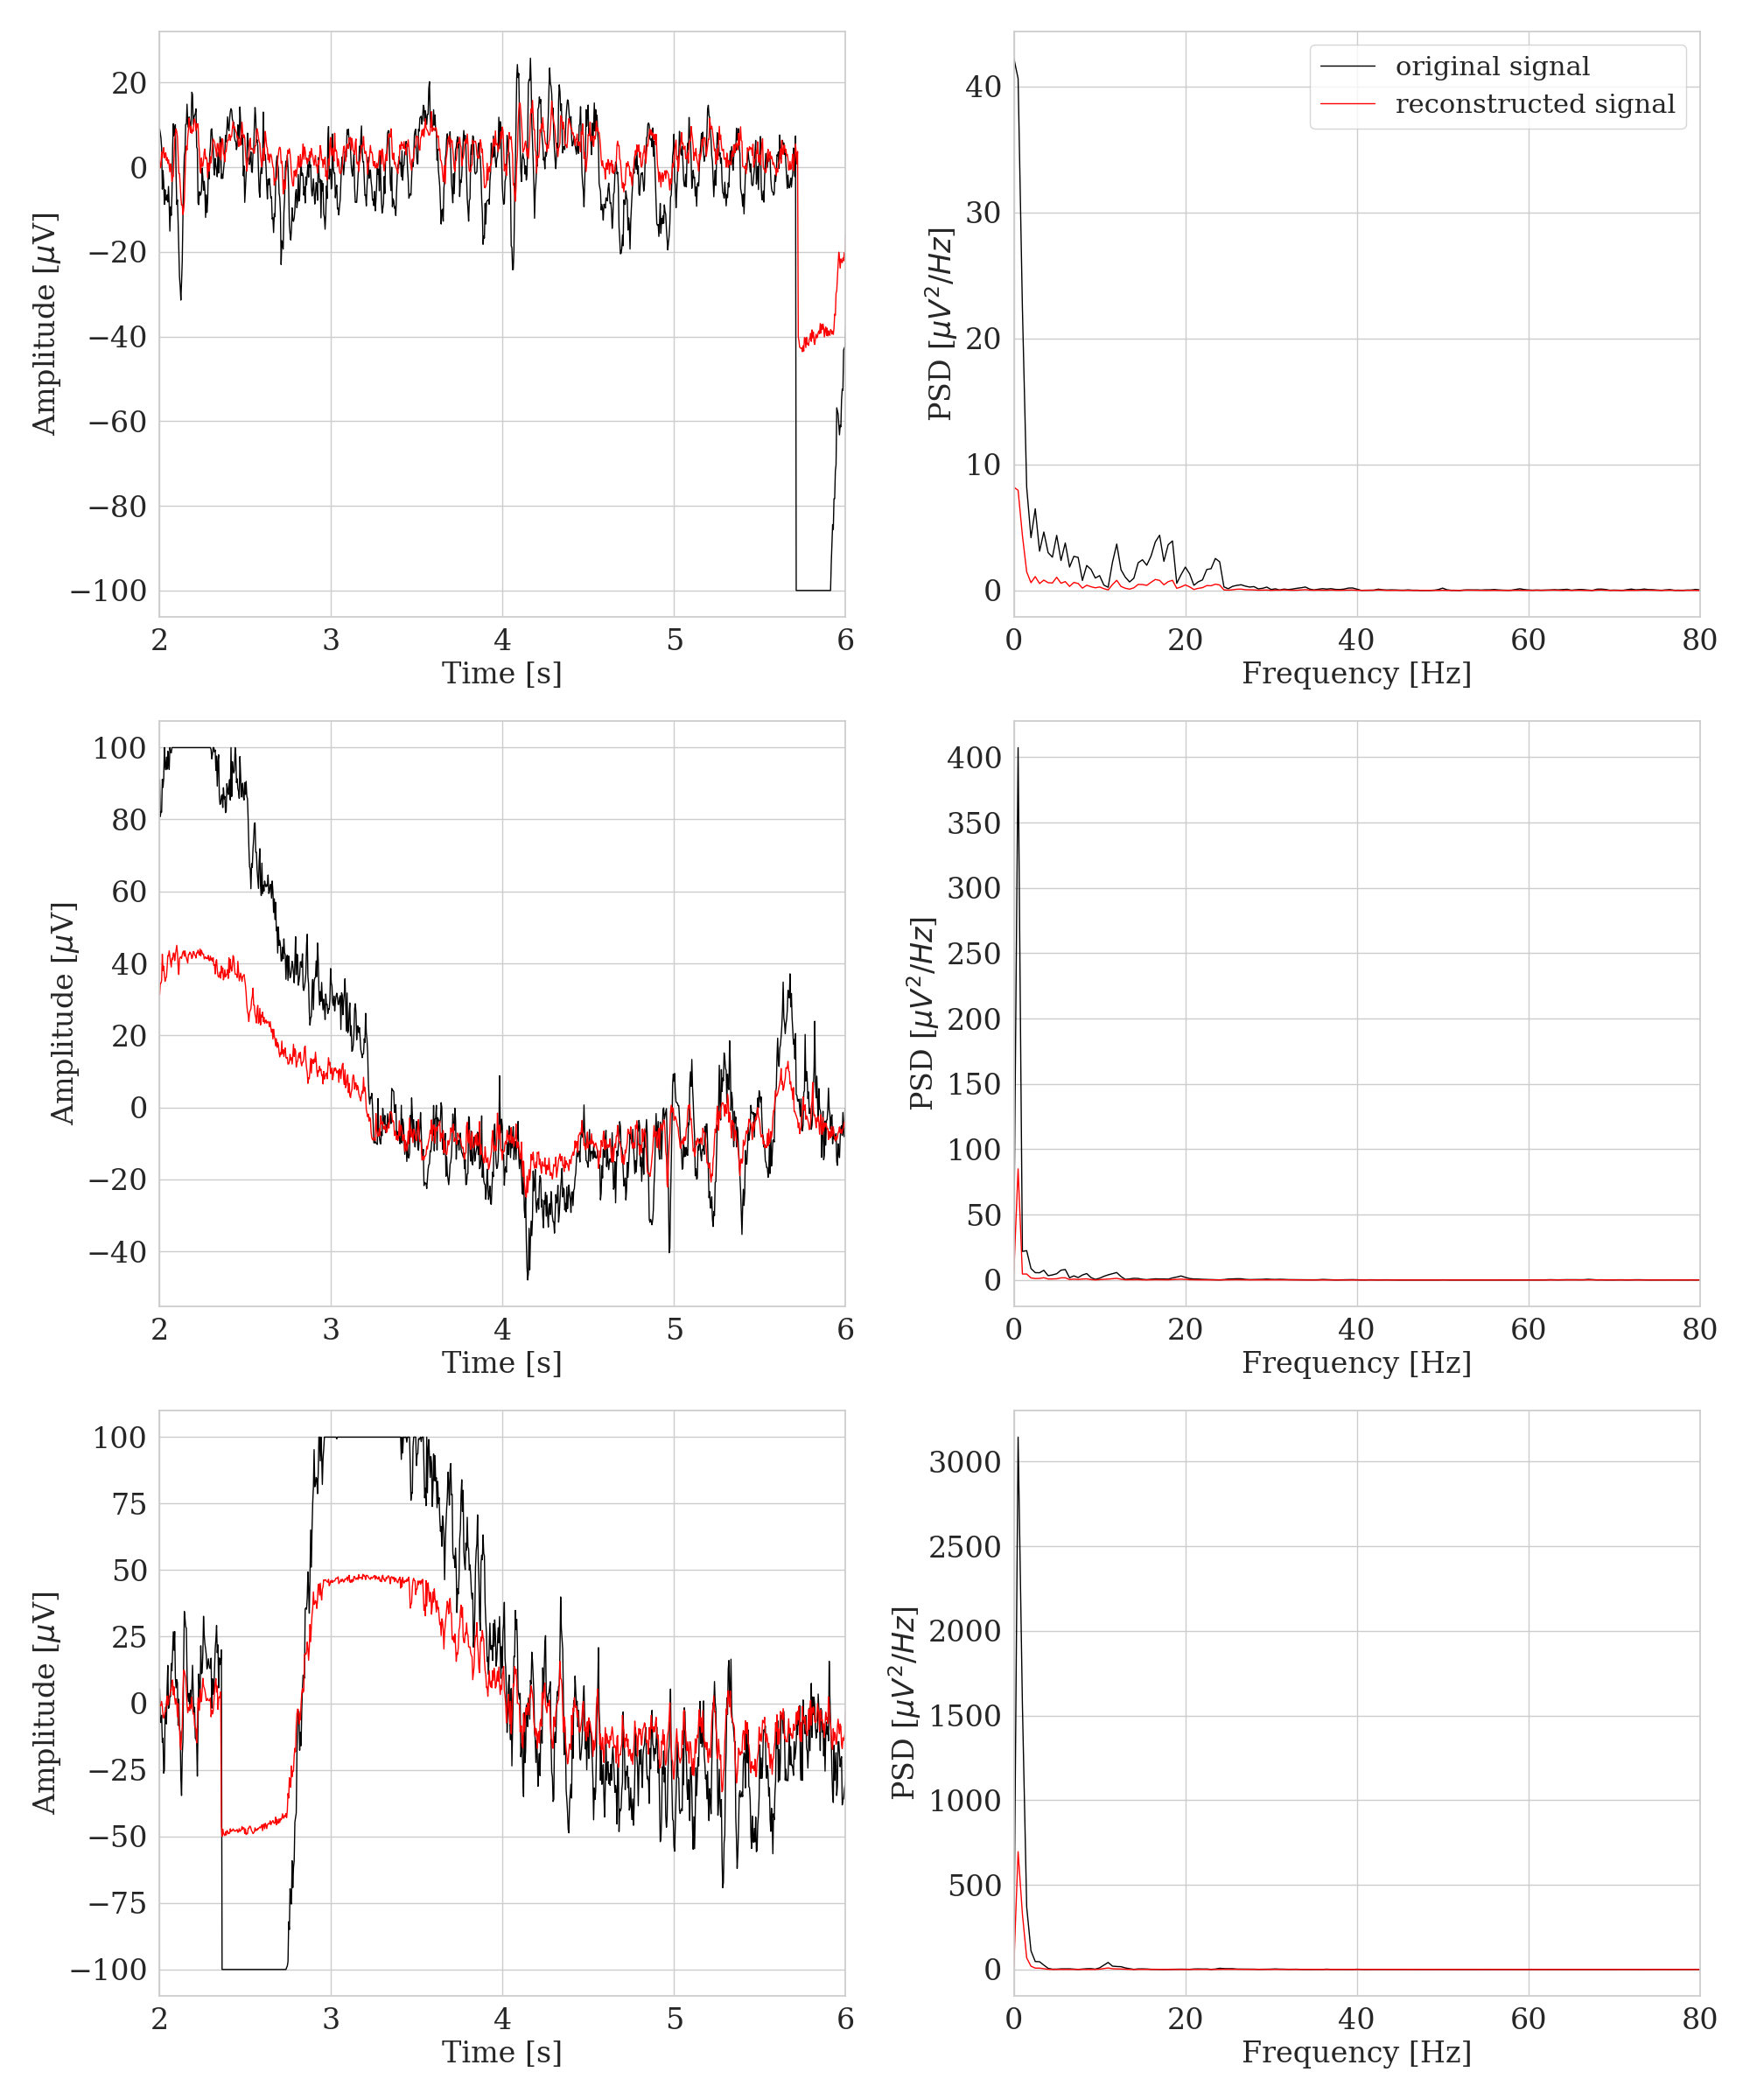 20
0
−20
−40
−60
−80
−100
Amplitude [μV]
2 3 4 5 6
Time [s]
original signal
reconstructed signal
40
30
20
10
0
PSD [μV²/Hz]
0 20 40 60 80
Frequency [Hz]
100
80
60
40
20
0
−20
−40
Amplitude [μV]
2 3 4 5 6
Time [s]
400
350
300
250
200
150
100
50
0
PSD [μV²/Hz]
0 20 40 60 80
Frequency [Hz]
100
75
50
25
0
−25
−50
−75
−100
Amplitude [μV]
2 3 4 5 6
Time [s]
3000
2500
2000
1500
1000
500
0
PSD [μV²/Hz]
0 20 40 60 80
Frequency [Hz]